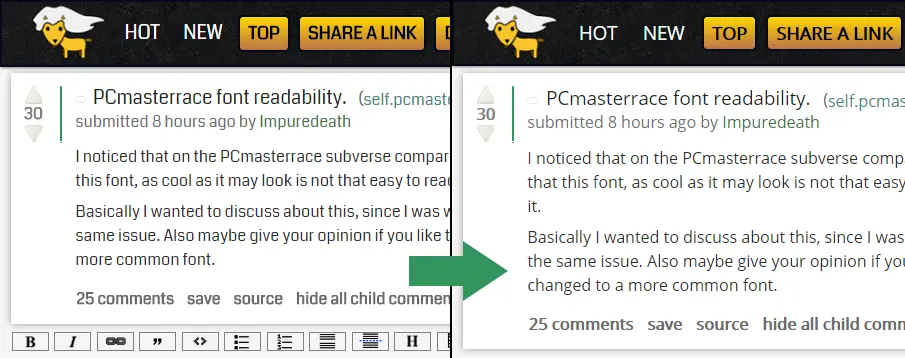 HOT NEW TOP SHARE A LINK
PCmasterrace font readability. (self.pcmast
30
submitted 8 hours ago by Impuredeath
I noticed that on the PCmasterrace subverse compar
this font, as cool as it may look is not that easy to read
Basically I wanted to discuss about this, since I was w
same issue. Also maybe give your opinion if you like t
more common font.
25 comments save source hide all child commen
B I " <> H
HOT NEW TOP SHARE A LINK
PCmasterrace font readability. (self.pcmas
30
submitted 8 hours ago by Impuredeath
I noticed that on the PCmasterrace subverse comp
that this font, as cool as it may look is not that easy
it.
Basically I wanted to discuss about this, since I was
the same issue. Also maybe give your opinion if you
changed to a more common font.
25 comments save source hide all child comm